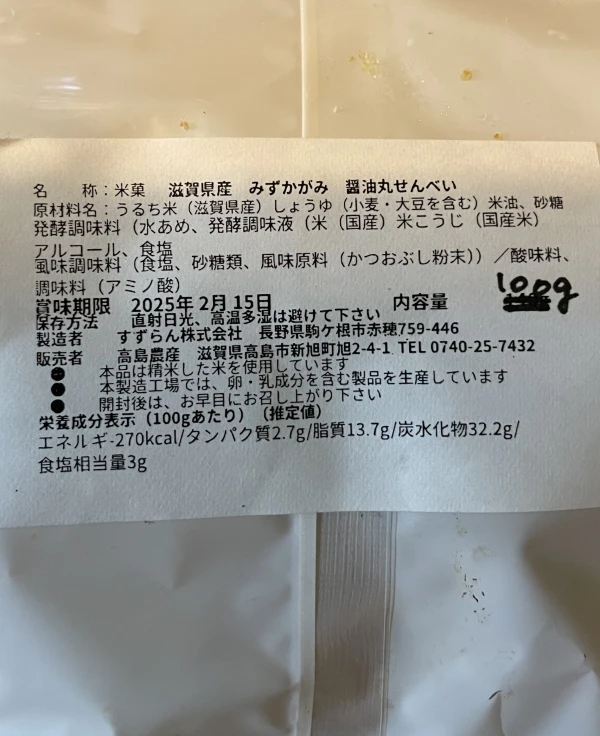 名　　称：米菓　滋賀県産　みずかがみ　醤油丸せんべい
原材料名：うるち米（滋賀県産）しょうゆ（小麦・大豆を含む）米油、砂糖
発酵調味料（水あめ、発酵調味液（米（国産）米こうじ（国産米）
アルコール、食塩
風味調味料（食塩、砂糖類、風味原料（かつおぶし粉末））／酸味料、
調味料（アミノ酸）
賞味期限　2025年2月15日　内容量　100g
保存方法　直射日光、高温多湿は避けて下さい
製造者　すずらん株式会社　長野県駒ケ根市赤穂759-446
販売者　高島農産　滋賀県高島市新旭町旭2-4-1 TEL 0740-25-7432
●　本品は精米した米を使用しています
●　本製造工場では、卵・乳成分を含む製品を生産しています
●　開封後は、お早目にお召し上がり下さい
栄養成分表示（100gあたり）（推定値）
エネルギ-270kcal/タンパク質2.7g/脂質13.7g/炭水化物32.2g/
食塩相当量3g